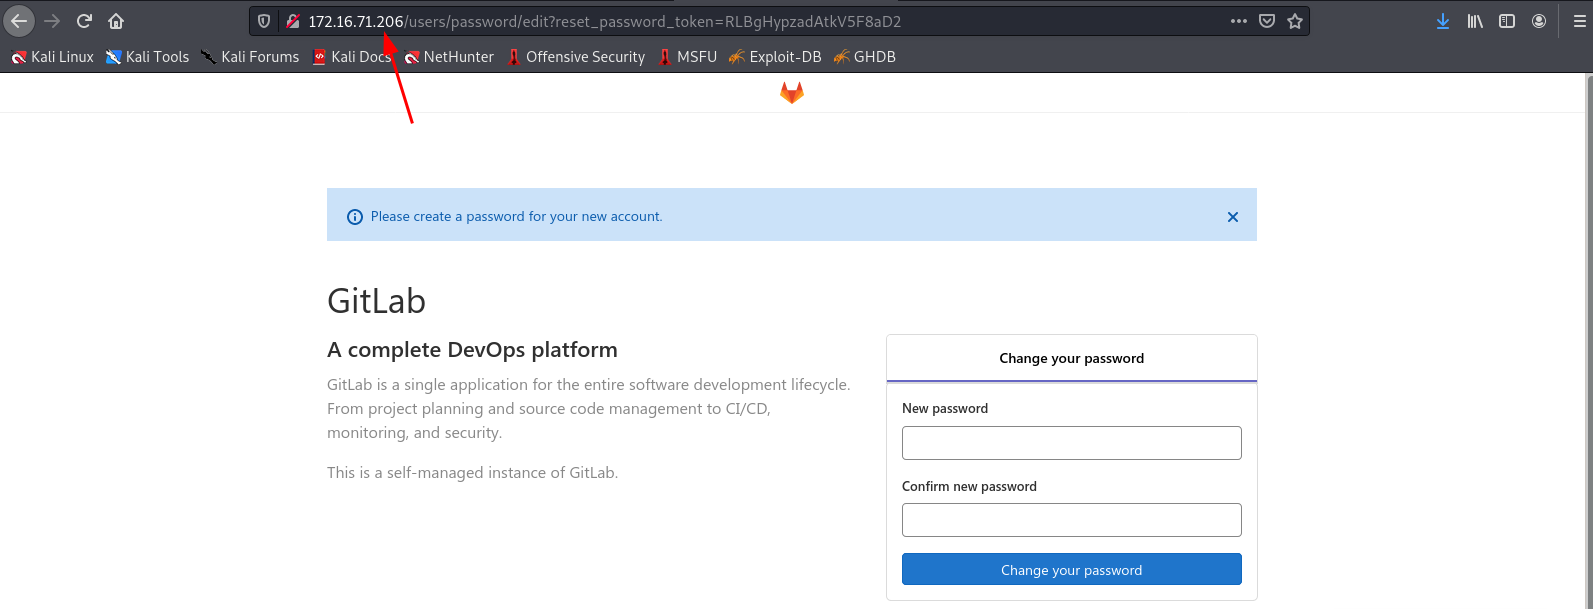 172.16.71.206/users/password/edit?reset_password_token=RLBgHypzadAtkV5F8aD2
Kali Linux Kali Tools Kali Forums Kali Docs NetHunter Offensive Security MSFU Exploit-DB GHDB
Please create a password for your new account.
GitLab
A complete DevOps platform
GitLab is a single application for the entire software development lifecycle.
From project planning and source code management to CI/CD,
monitoring, and security.
This is a self-managed instance of GitLab.
Change your password
New password
Confirm new password
Change your password